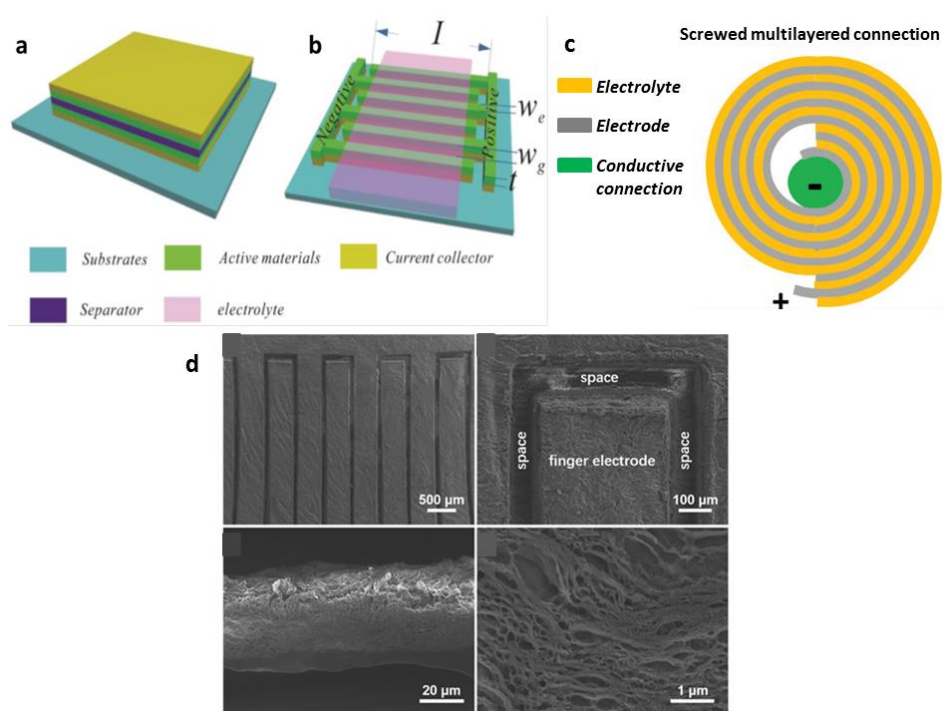 a
b
I
Negative
Positive
wₑ
w_g
t
Substrates
Active materials
Current collector
Separator
electrolyte
c
Screwed multilayered connection
Electrolyte
Electrode
Conductive
connection
-
+
d
500 µm
space
space
finger electrode
space
100 µm
20 µm
1 µm